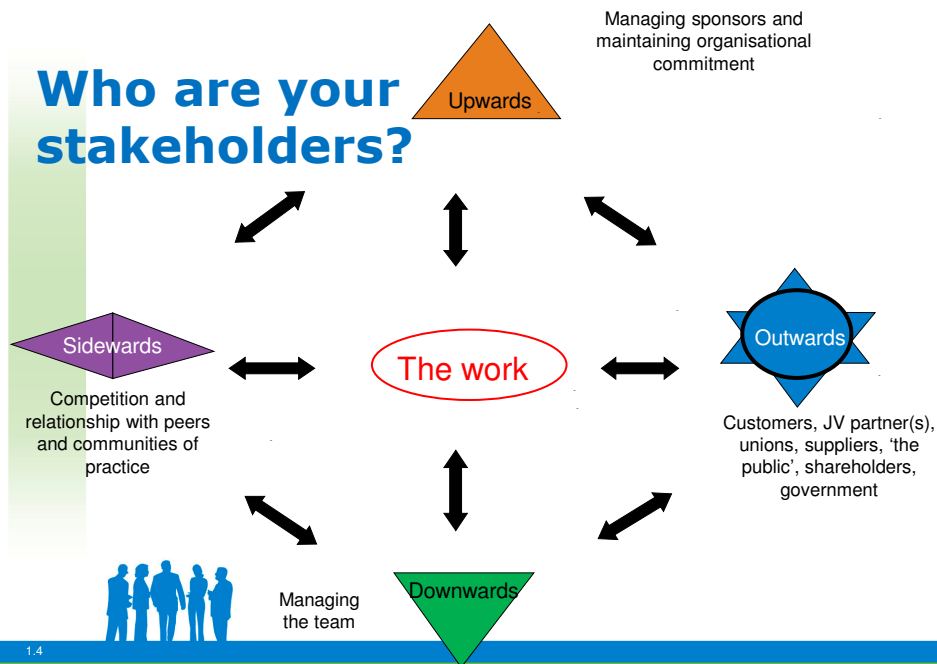 Who are your
stakeholders?
Managing sponsors and
maintaining organisational
commitment
Upwards
Sidewards
Competition and
relationship with peers
and communities of
practice
The work
Outwards
Customers, JV partner(s),
unions, suppliers, ‘the
public’, shareholders,
government
Managing
the team
Downwards
1.4